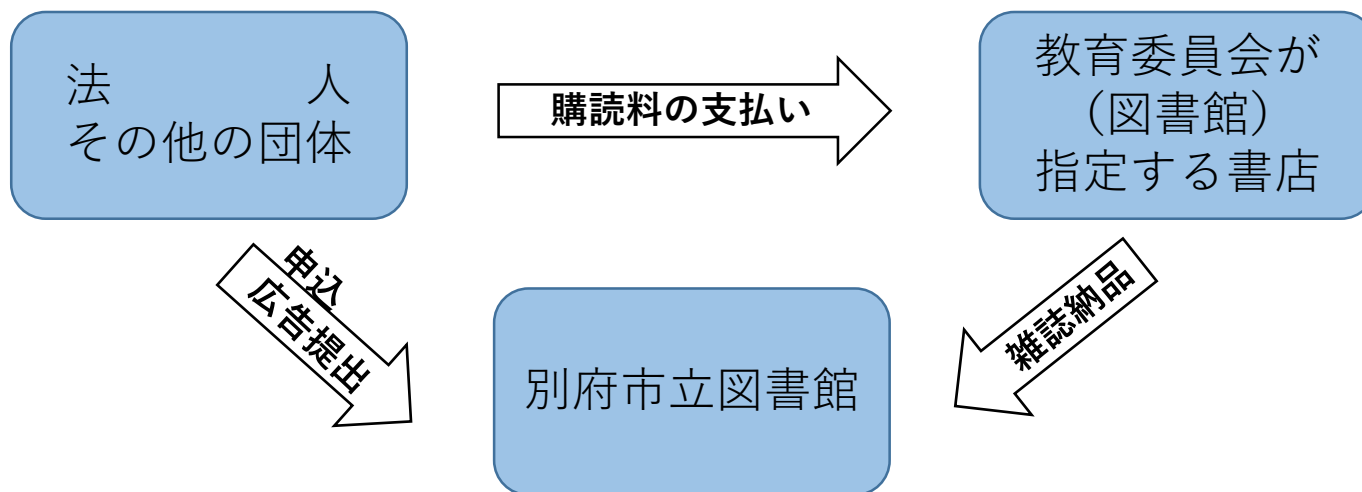 法　　　人
その他の団体
購読料の支払い
教育委員会が
（図書館）
指定する書店
申込
広告提出
雑誌納品
別府市立図書館